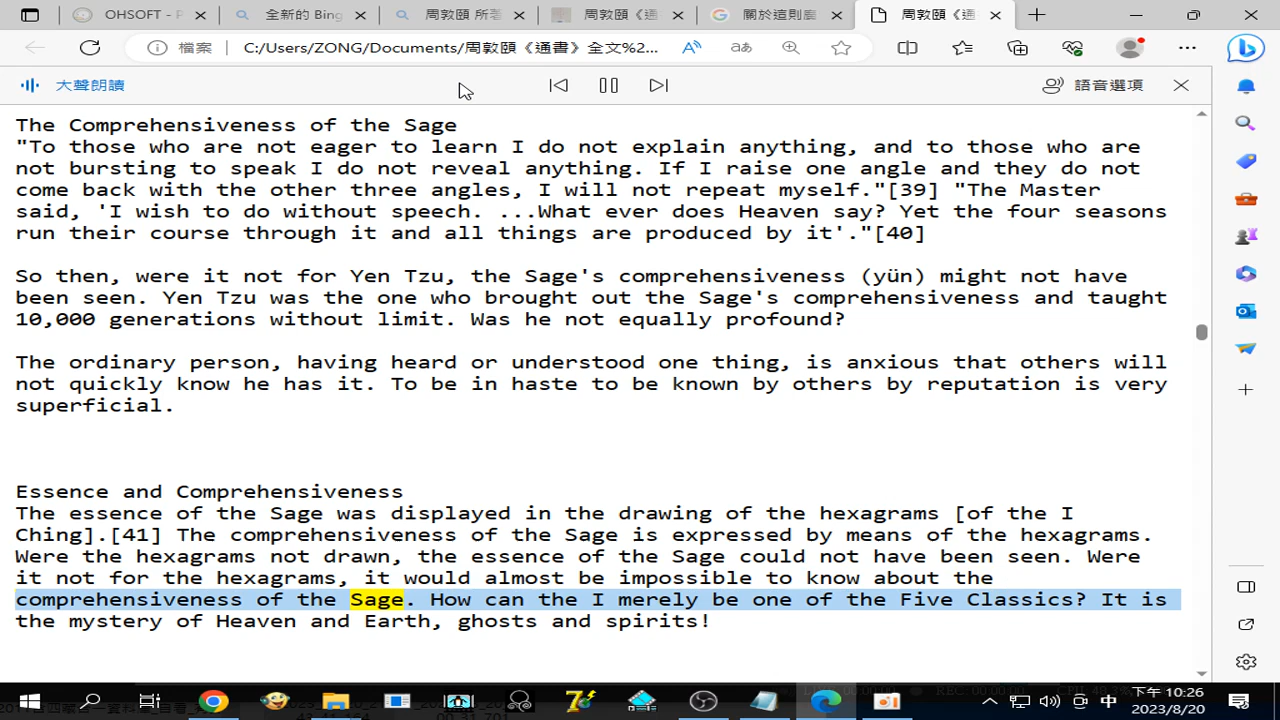 OHSOFT - P
全新的 Bing
周敦頤 所著
周敦頤《通
關於這則廳
周敦頤《通
檔案
C:/Users/ZONG/Documents/周敦頤《通書》全文%2...
大聲朗讀
語音選項
The Comprehensiveness of the Sage
"To those who are not eager to learn I do not explain anything, and to those who are
not bursting to speak I do not reveal anything. If I raise one angle and they do not
come back with the other three angles, I will not repeat myself."[39] "The Master
said, 'I wish to do without speech. ...What ever does Heaven say? Yet the four seasons
run their course through it and all things are produced by it'."[40]
So then, were it not for Yen Tzu, the Sage's comprehensiveness (yün) might not have
been seen. Yen Tzu was the one who brought out the Sage's comprehensiveness and taught
10,000 generations without limit. Was he not equally profound?
The ordinary person, having heard or understood one thing, is anxious that others will
not quickly know he has it. To be in haste to be known by others by reputation is very
superficial.
Essence and Comprehensiveness
The essence of the Sage was displayed in the drawing of the hexagrams [of the I
Ching].[41] The comprehensiveness of the Sage is expressed by means of the hexagrams.
Were the hexagrams not drawn, the essence of the Sage could not have been seen. Were
it not for the hexagrams, it would almost be impossible to know about the
comprehensiveness of the Sage. How can the I merely be one of the Five Classics? It is
the mystery of Heaven and Earth, ghosts and spirits!
中
下午 10:26
2023/8/20